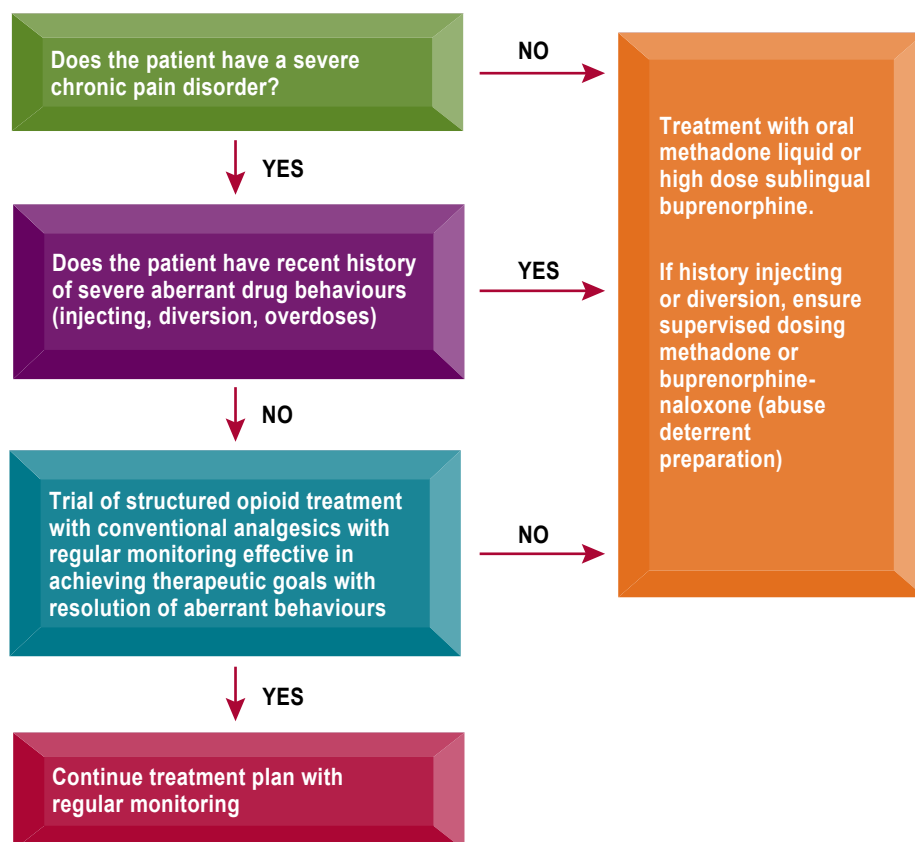 Does the patient have a severe
chronic pain disorder?
NO
Treatment with oral
methadone liquid or
high dose sublingual
buprenorphine.
If history injecting
or diversion, ensure
supervised dosing
methadone or
buprenorphine-
naloxone (abuse
deterrent
preparation)
YES
Does the patient have recent history
of severe aberrant drug behaviours
(injecting, diversion, overdoses)
YES
NO
Trial of structured opioid treatment
with conventional analgesics with
regular monitoring effective in
achieving therapeutic goals with
resolution of aberrant behaviours
NO
YES
Continue treatment plan with
regular monitoring